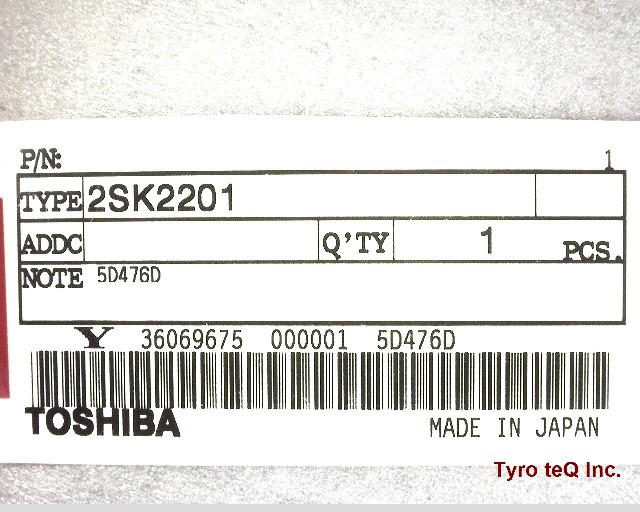 P/N: 1
TYPE 2SK2201
ADDC Q'TY 1 PCS.
NOTE 5D476D
Y 36069675 000001 5D476D
TOSHIBA MADE IN JAPAN
Tyro teQ Inc.